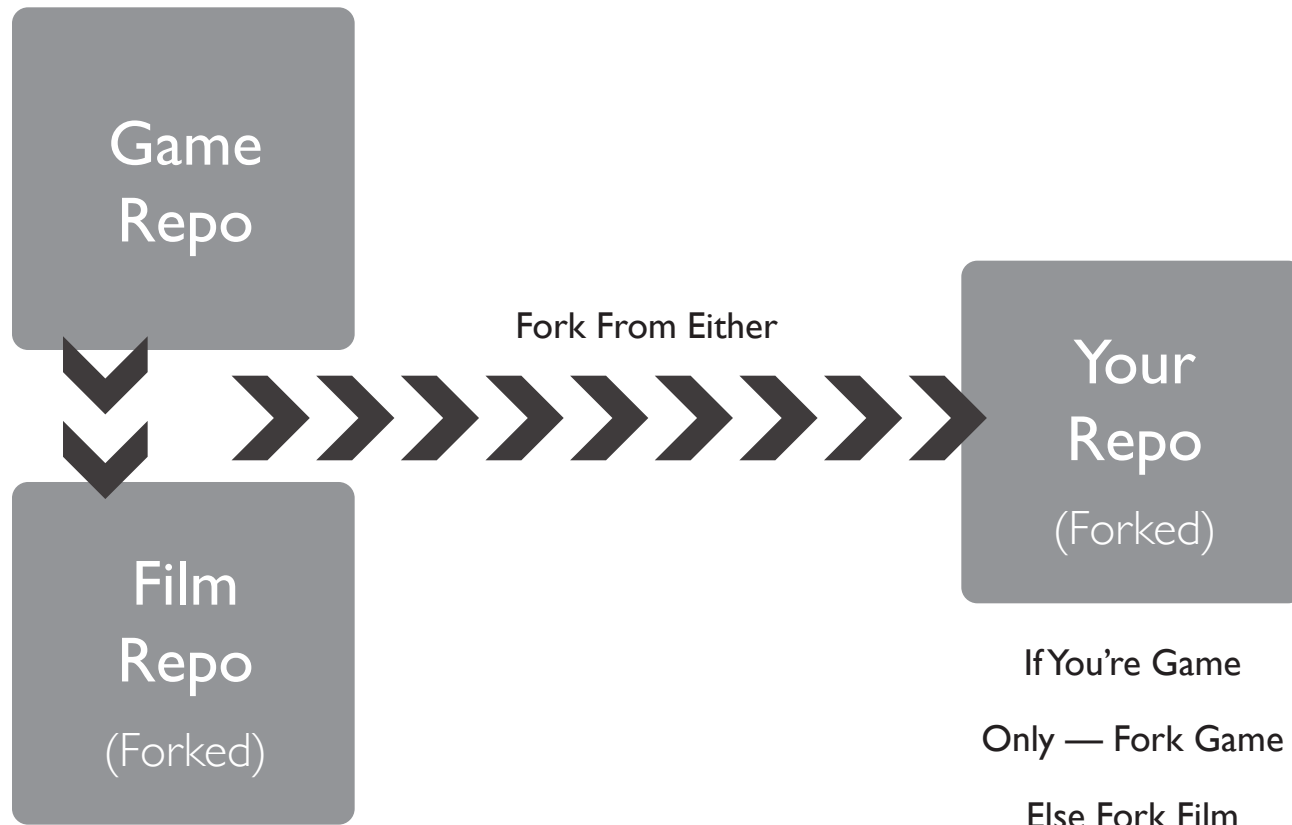 Game
Repo
Fork From Either
Your
Repo
(Forked)
Film
Repo
(Forked)
If You're Game
Only — Fork Game
Else Fork Film